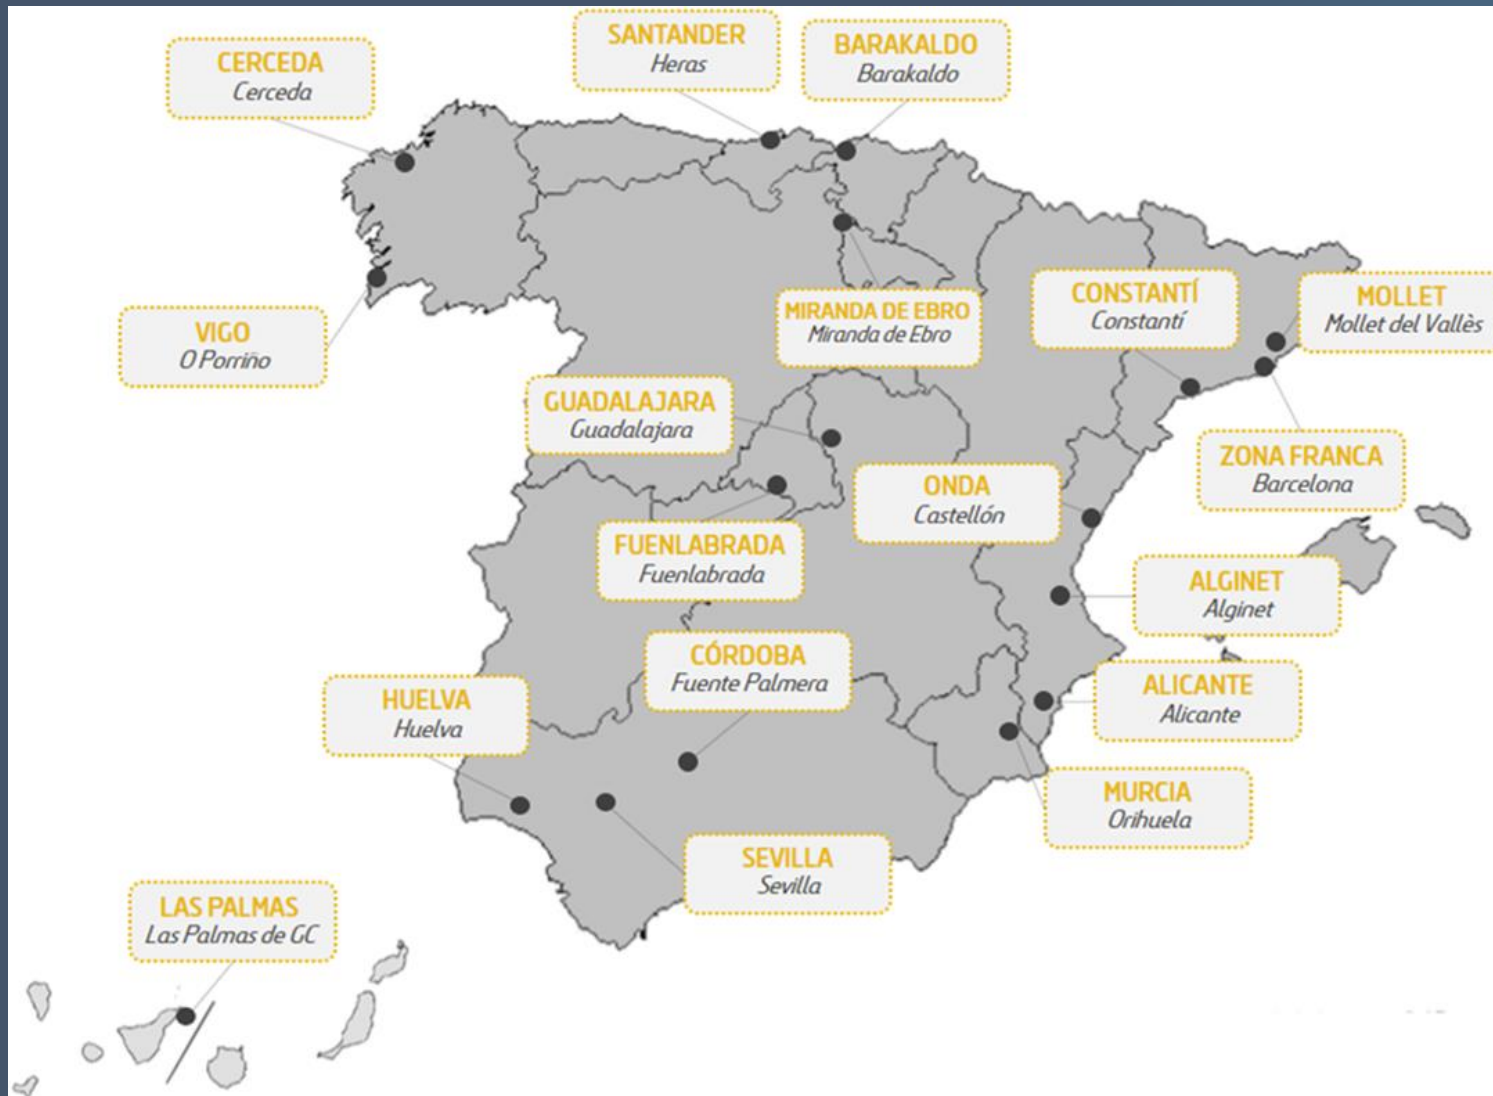 SANTANDER
Heras
BARAKALDO
Barakaldo
CERCEDA
Cerceda
MIRANDA DE EBRO
Miranda de Ebro
CONSTANTÍ
Constantí
MOLLET
Mollet del Vallès
VIGO
O Porriño
GUADALAJARA
Guadalajara
ZONA FRANCA
Barcelona
ONDA
Castellón
FUENLABRADA
Fuenlabrada
ALGINET
Alginet
CÓRDOBA
Fuente Palmera
ALICANTE
Alicante
HUELVA
Huelva
MURCIA
Orihuela
SEVILLA
Sevilla
LAS PALMAS
Las Palmas de GC